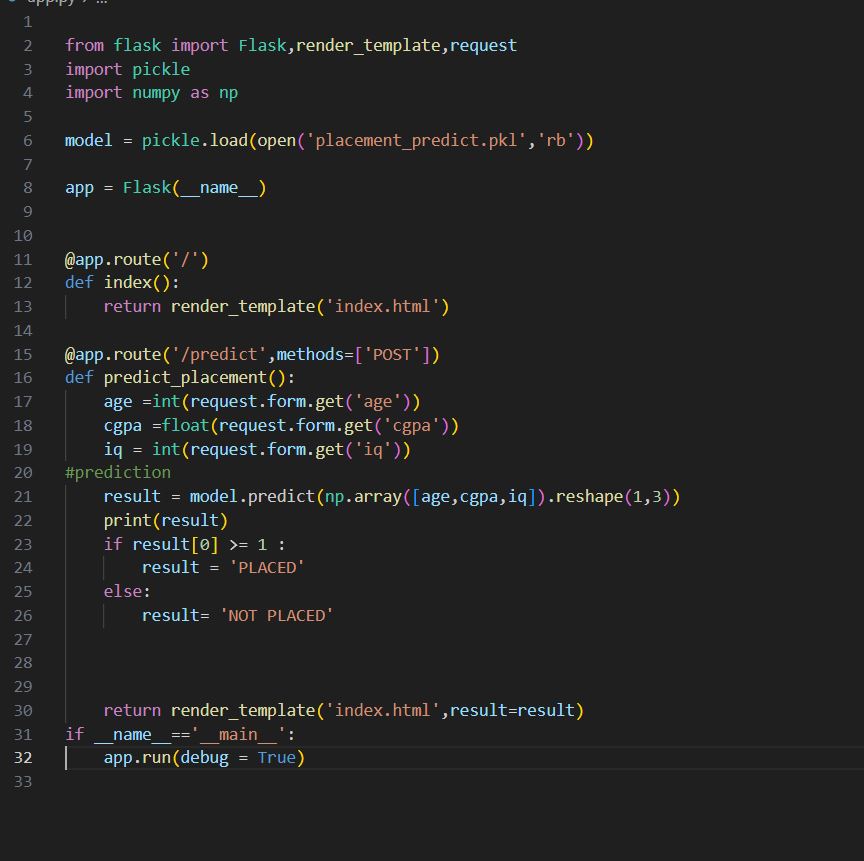 app.py > ...
1
2 from flask import Flask,render_template,request
3 import pickle
4 import numpy as np
5
6 model = pickle.load(open('placement_predict.pkl','rb'))
7
8 app = Flask(__name__)
9
10
11 @app.route('/')
12 def index():
13     return render_template('index.html')
14
15 @app.route('/predict',methods=['POST'])
16 def predict_placement():
17     age =int(request.form.get('age'))
18     cgpa =float(request.form.get('cgpa'))
19     iq = int(request.form.get('iq'))
20 #prediction
21     result = model.predict(np.array([age,cgpa,iq]).reshape(1,3))
22     print(result)
23     if result[0] >= 1 :
24         result = 'PLACED'
25     else:
26         result= 'NOT PLACED'
27
28
29
30     return render_template('index.html',result=result)
31 if __name__=='__main__':
32     app.run(debug = True)
33